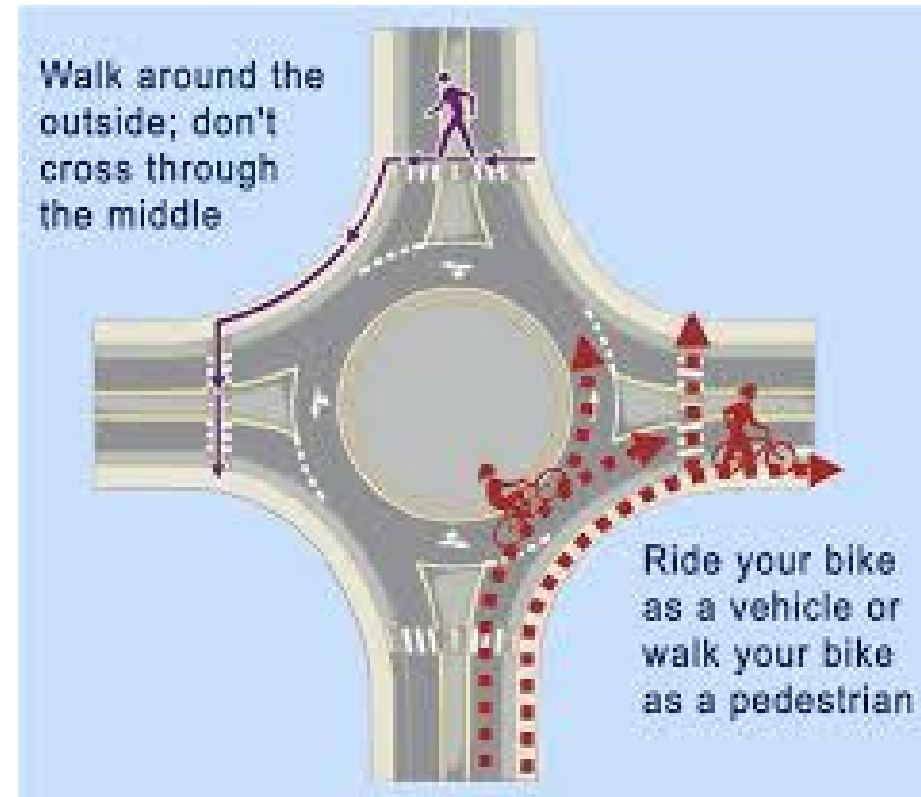 Walk around the
outside; don't
cross through
the middle
Ride your bike
as a vehicle or
walk your bike
as a pedestrian